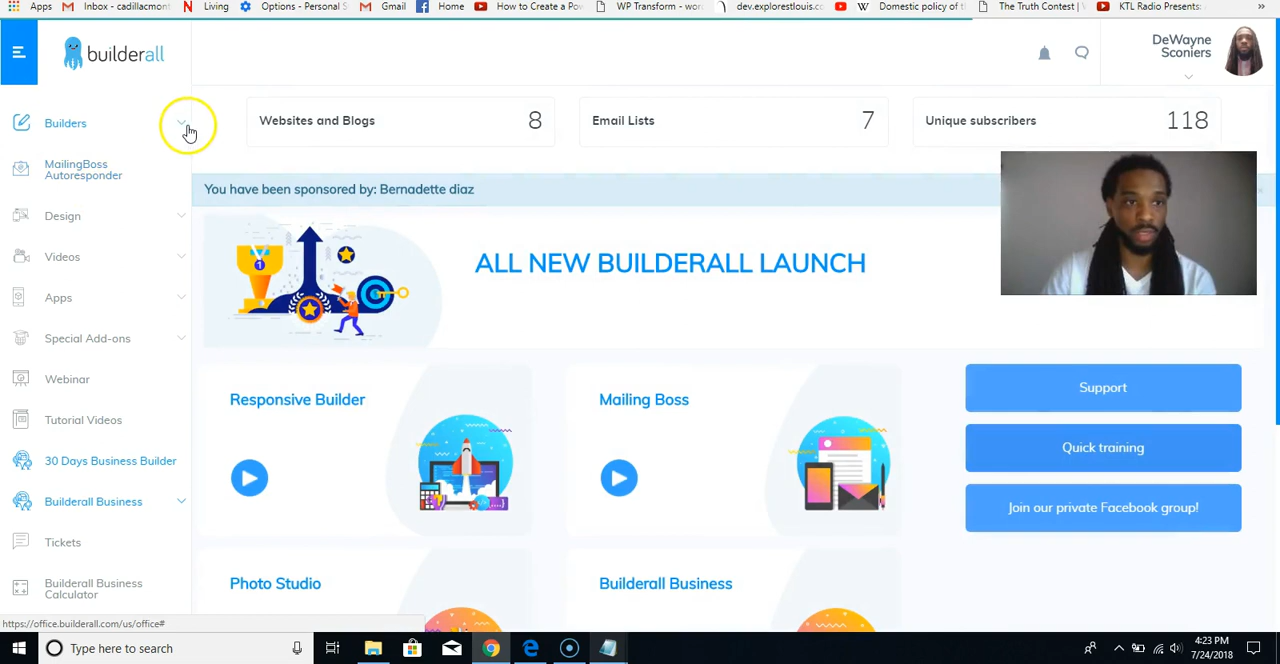 Apps
Inbox - cadillacmont
Living
Options - Personal S
Gmail
Home
How to Create a Pow
WP Transform - word
dev.explorestlouis.co
Domestic policy of t
The Truth Contest |
KTL Radio Presents:
»
builderall
DeWayne
Sconiers
Builders
Websites and Blogs 8
Email Lists 7
Unique subscribers 118
MailingBoss
Autoresponder
You have been sponsored by: Bernadette diaz
Design
Videos
Apps
Special Add-ons
Webinar
Tutorial Videos
30 Days Business Builder
Builderall Business
Tickets
Builderall Business
Calculator
1
ALL NEW BUILDERALL LAUNCH
Responsive Builder
Mailing Boss
Support
Quick training
Join our private Facebook group!
Photo Studio
Builderall Business
https://office.builderall.com/us/office#
Type here to search
4:23 PM
7/24/2018